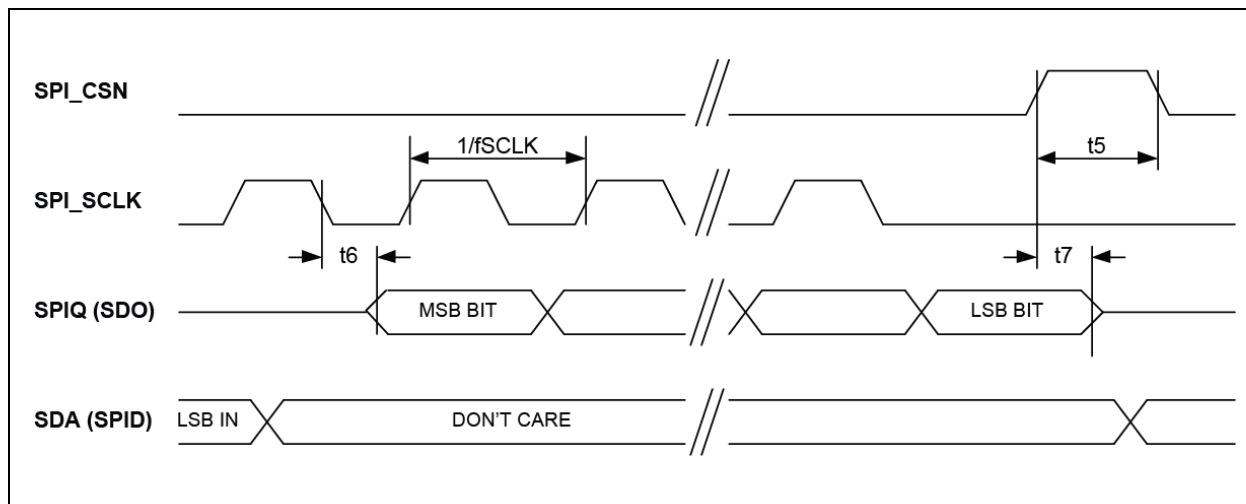 SPI_CSN
1/fSCLK
t5
SPI_SCLK
t6
t7
SPIQ (SDO)
MSB BIT
LSB BIT
SDA (SPID)
LSB IN
DON'T CARE